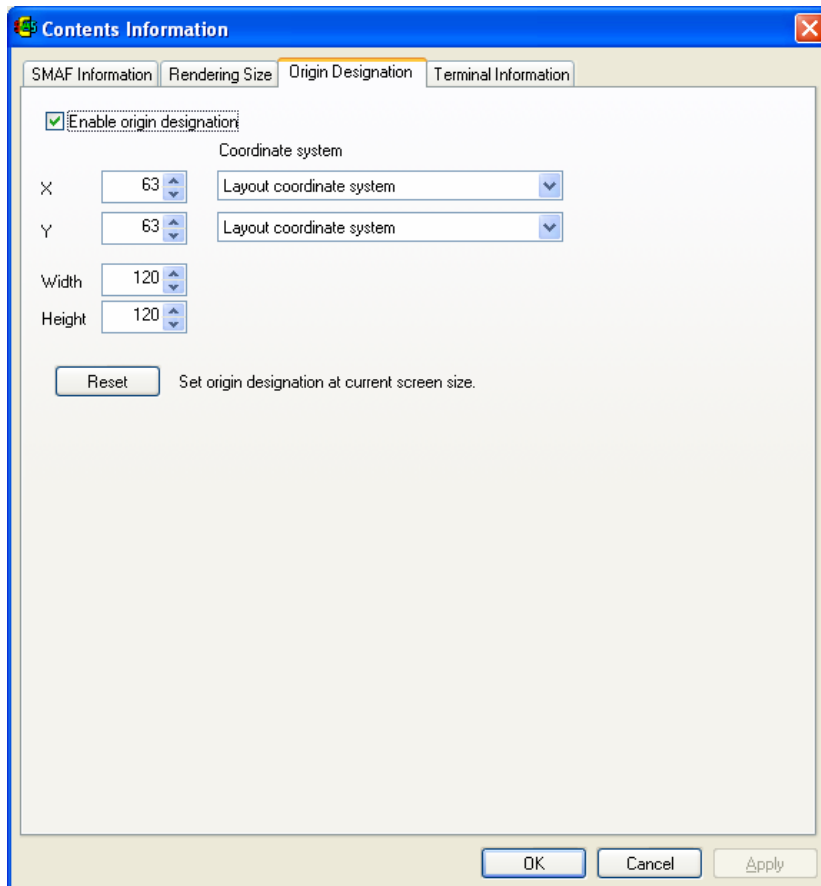 Contents Information
SMAF Information Rendering Size Origin Designation Terminal Information
Enable origin designation
Coordinate system
X 63 Layout coordinate system
Y 63 Layout coordinate system
Width 120
Height 120
Reset Set origin designation at current screen size.
OK Cancel Apply